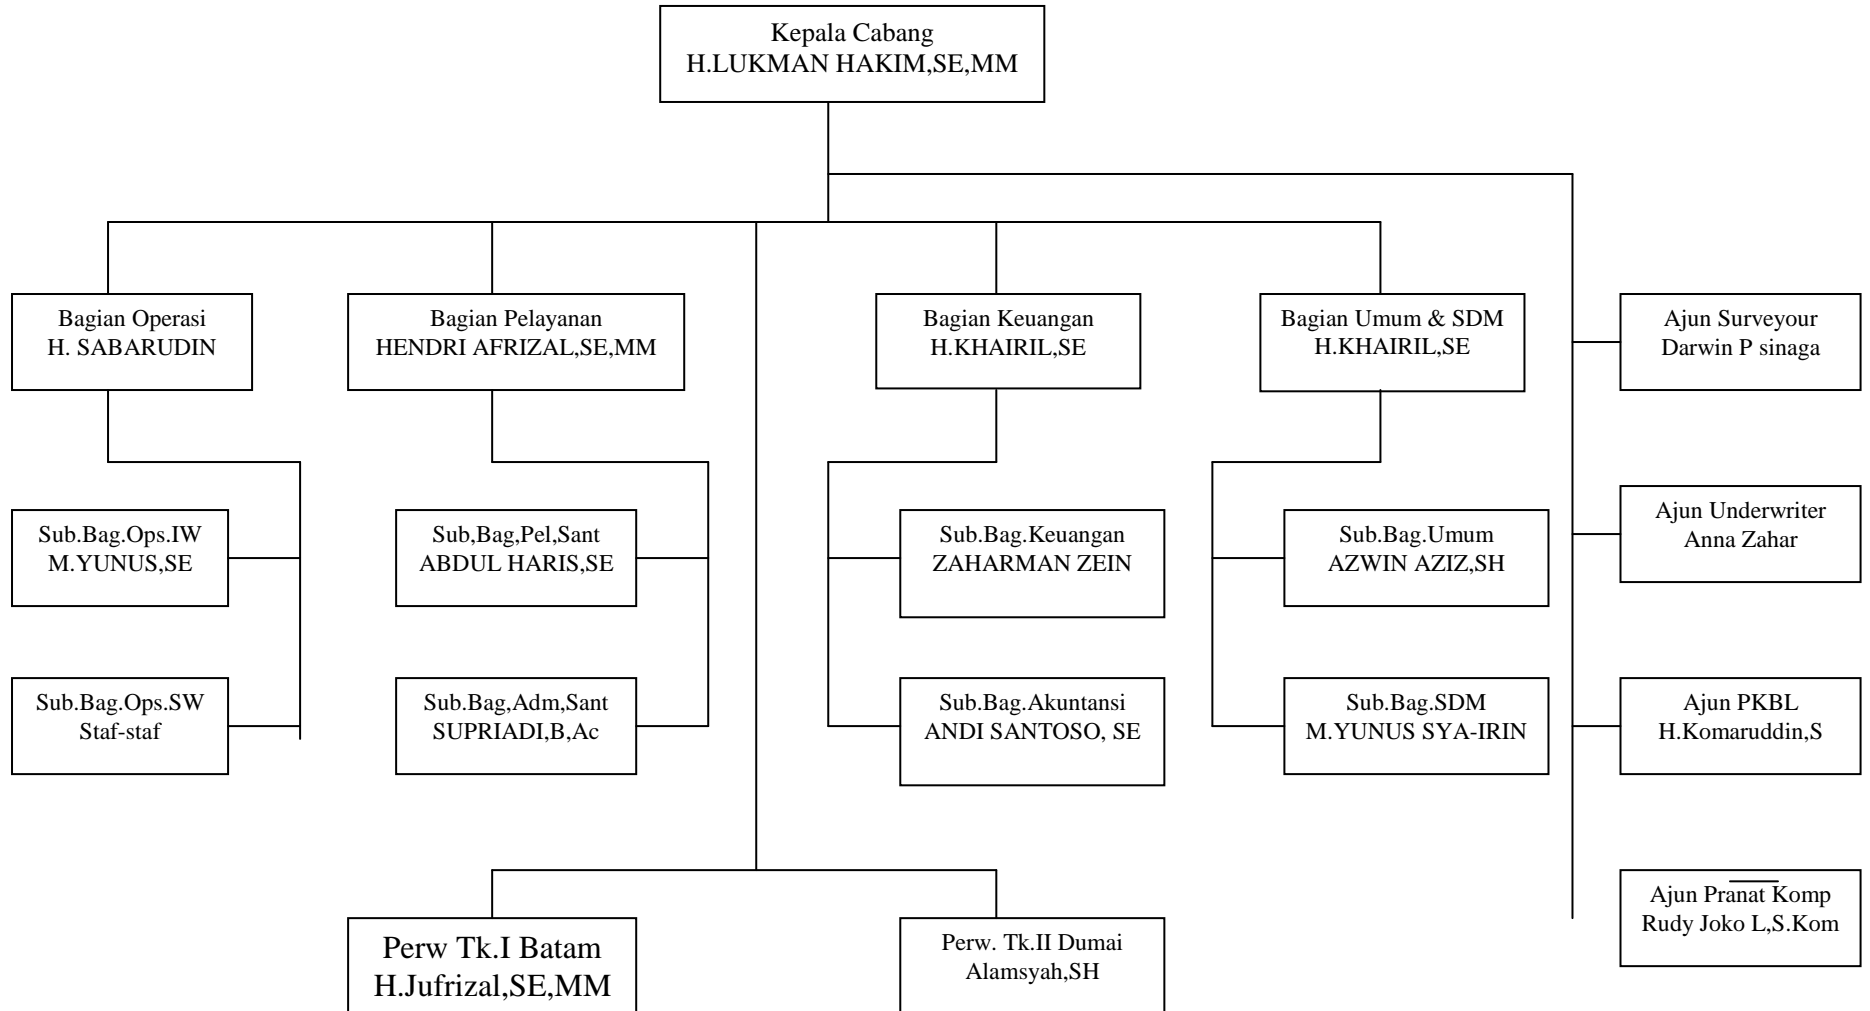 Kepala Cabang
H.LUKMAN HAKIM,SE,MM
Bagian Operasi
H. SABARUDIN
Bagian Pelayanan
HENDRI AFRIZAL,SE,MM
Bagian Keuangan
H.KHAIRIL,SE
Bagian Umum & SDM
H.KHAIRIL,SE
Ajun Surveyour
Darwin P sinaga
Sub.Bag.Ops.IW
M.YUNUS,SE
Sub,Bag,Pel,Sant
ABDUL HARIS,SE
Sub.Bag.Keuangan
ZAHARMAN ZEIN
Sub.Bag.Umum
AZWIN AZIZ,SH
Ajun Underwriter
Anna Zahar
Sub.Bag.Ops.SW
Staf-staf
Sub.Bag,Adm,Sant
SUPRIADI,B,Ac
Sub.Bag.Akuntansi
ANDI SANTOSO, SE
Sub.Bag.SDM
M.YUNUS SYA-IRIN
Ajun PKBL
H.Komaruddin,S
Perw Tk.I Batam
H.Jufrizal,SE,MM
Perw. Tk.II Dumai
Alamsyah,SH
Ajun Pranat Komp
Rudy Joko L,S.Kom